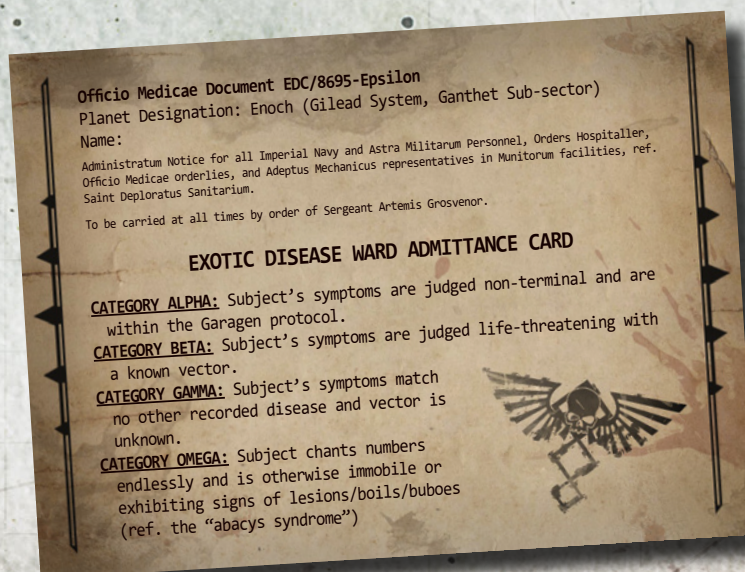 Officio Medicae Document EDC/8695-Epsilon
Planet Designation: Enoch (Gilead System, Ganthet Sub-sector)
Name:
Administratum Notice for all Imperial Navy and Astra Militarum Personnel, Orders Hospitaller,
Officio Medicae orderlies, and Adeptus Mechanicus representatives in Munitorum facilities, ref.
Saint Deploratus Sanitarium.
To be carried at all times by order of Sergeant Artemis Grosvenor.
EXOTIC DISEASE WARD ADMITTANCE CARD
CATEGORY ALPHA: Subject’s symptoms are judged non-terminal and are
within the Garagen protocol.
CATEGORY BETA: Subject’s symptoms are judged life-threatening with
a known vector.
CATEGORY GAMMA: Subject’s symptoms match
no other recorded disease and vector is
unknown.
CATEGORY OMEGA: Subject chants numbers
endlessly and is otherwise immobile or
exhibiting signs of lesions/boils/buboes
(ref. the “abacys syndrome”)